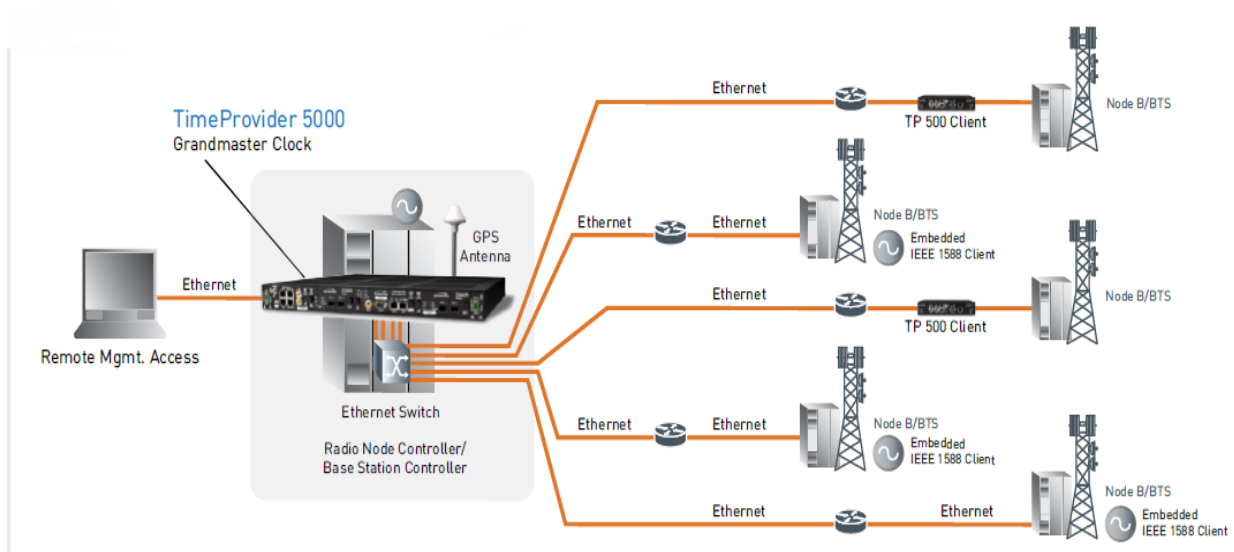 TimeProvider 5000
Grandmaster Clock
Ethernet
Remote Mgmt. Access
GPS
Antenna
Ethernet Switch
Radio Node Controller/
Base Station Controller
Ethernet
TP 500 Client
Node B/BTS
Ethernet
Ethernet
Node B/BTS
Embedded
IEEE 1588 Client
Ethernet
TP 500 Client
Node B/BTS
Ethernet
Ethernet
Node B/BTS
Embedded
IEEE 1588 Client
Ethernet
Ethernet
Node B/BTS
Embedded
IEEE 1588 Client